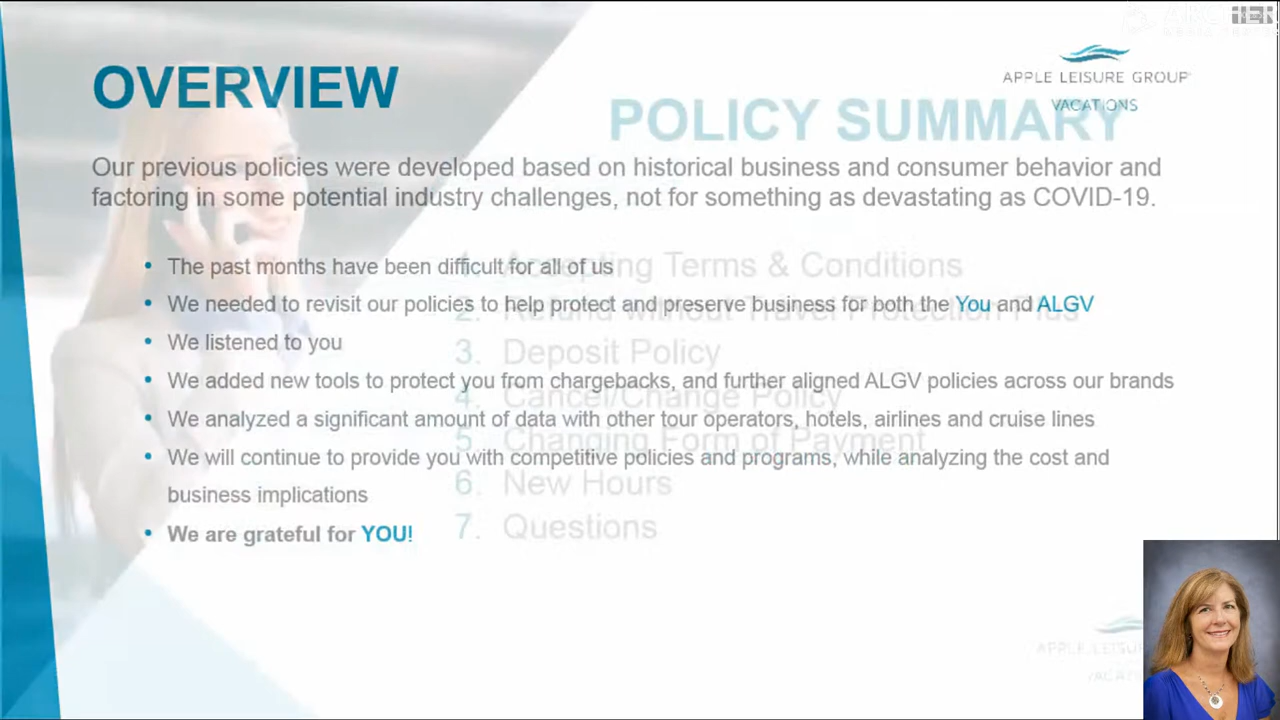 OVERVIEW
APPLE LEISURE GROUP
VACATIONS
POLICY SUMMARY
Our previous policies were developed based on historical business and consumer behavior and
factoring in some potential industry challenges, not for something as devastating as COVID-19.
• The past months have been difficult for all of us
• We needed to revisit our policies to help protect and preserve business for both the You and ALGV
• We listened to you
• We added new tools to protect you from chargebacks, and further aligned ALGV policies across our brands
• We analyzed a significant amount of data with other tour operators, hotels, airlines and cruise lines
• We will continue to provide you with competitive policies and programs, while analyzing the cost and
business implications
• We are grateful for YOU!
1. Accepting Terms & Conditions
2. Refund without Travel Protection Plus
3. Deposit Policy
4. Cancel/Change Policy
5. Changing Form of Payment
6. New Hours
7. Questions
APPLE LEISURE